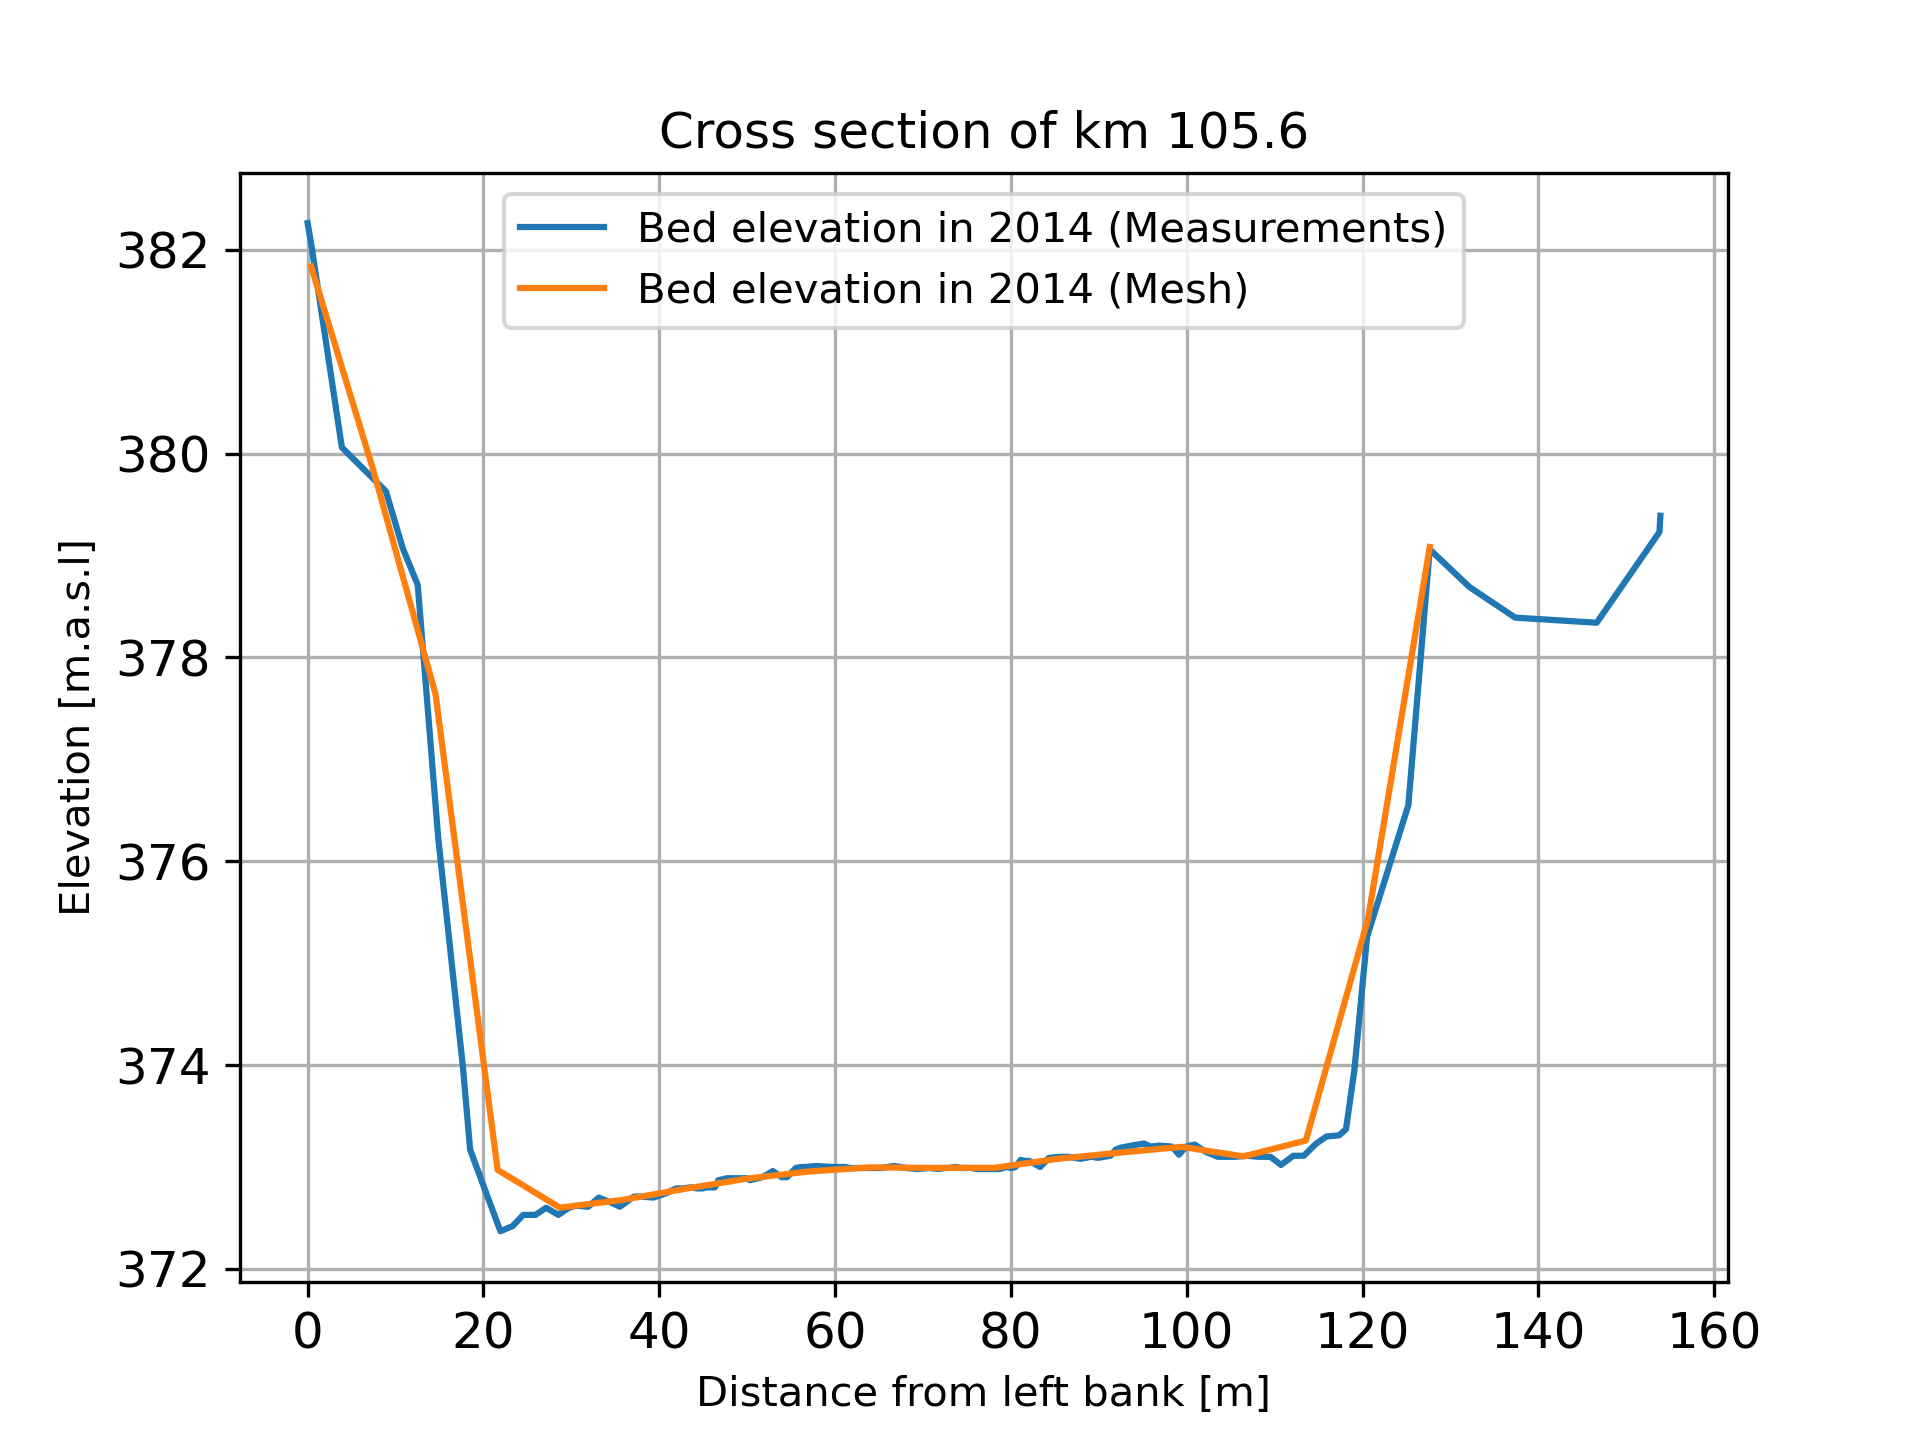 Cross section of km 105.6
Bed elevation in 2014 (Measurements)
Bed elevation in 2014 (Mesh)
Elevation [m.a.s.l]
382
380
378
376
374
372
0 20 40 60 80 100 120 140 160
Distance from left bank [m]